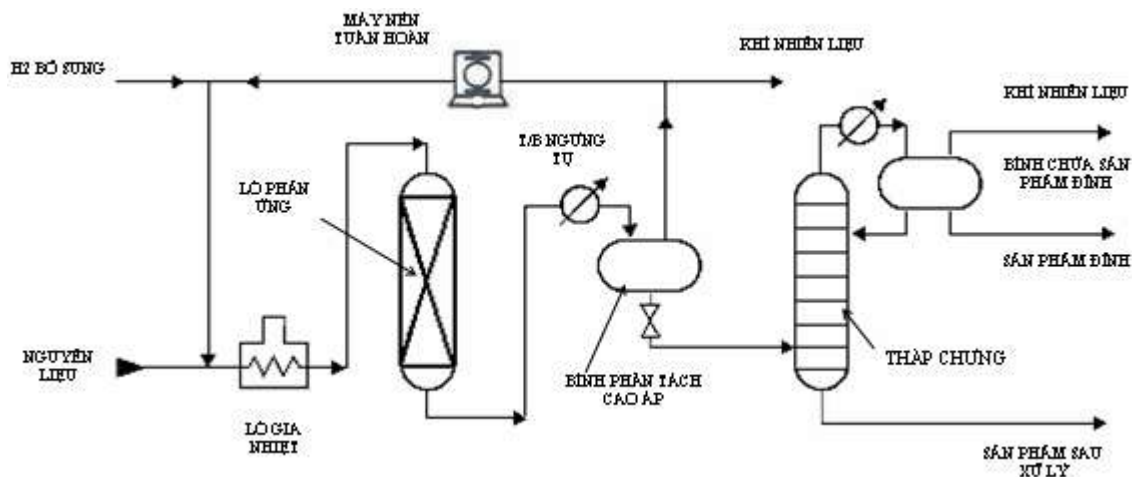 MÁY NÉN
TUẦN HOÀN
KHÍ NHIÊN LIỆU
H2 BỔ SUNG
KHÍ NHIÊN LIỆU
T/B NGƯNG
TỤ
BÌNH CHỨA SẢN
PHẨM ĐỈNH
LÒ PHẢN
ỨNG
SẢN PHẨM ĐỈNH
NGUYÊN
LIỆU
THÁP CHƯNG
BÌNH PHÂN TÁCH
CAO ÁP
LÒ GIA
NHIỆT
SẢN PHẨM SAU
XỬ LÝ